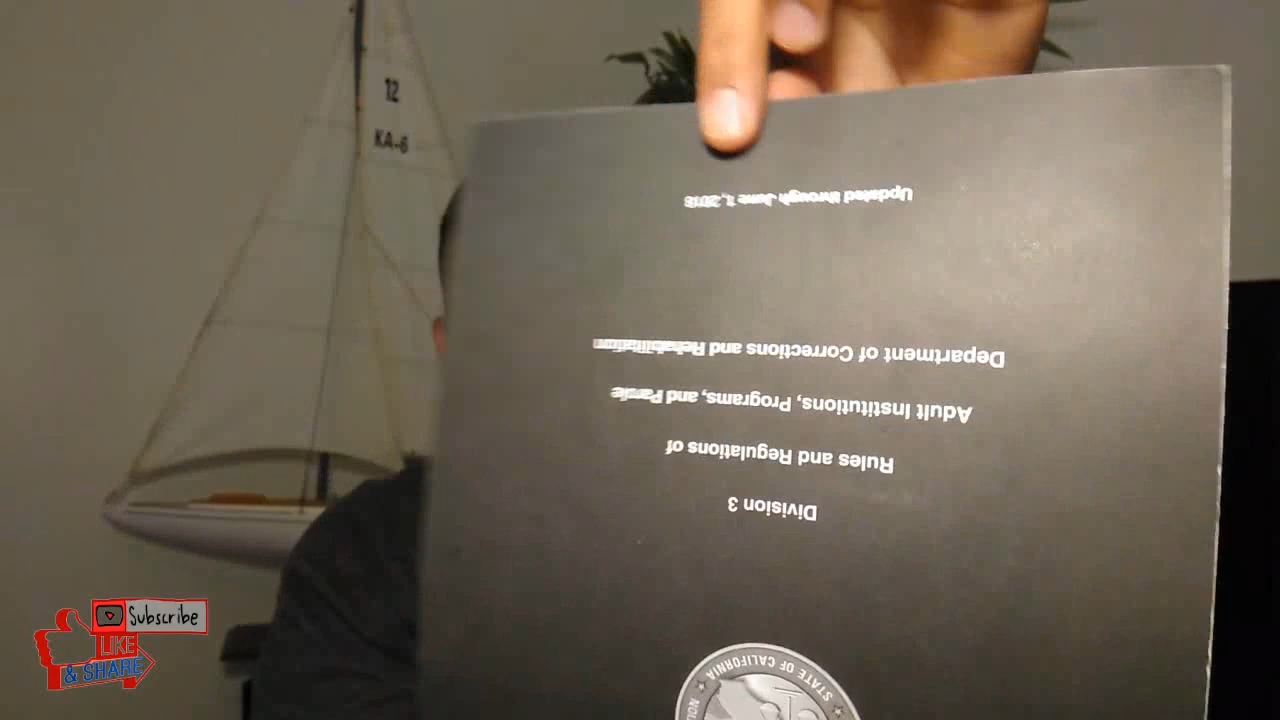 12
KA-6
STATE OF CALIFORNIA
Division 3
Rules and Regulations of
Adult Institutions, Programs, and Parole
Department of Corrections and Rehabilitation
Updated through June 1, 2018
Subscribe
LIKE
& SHARE